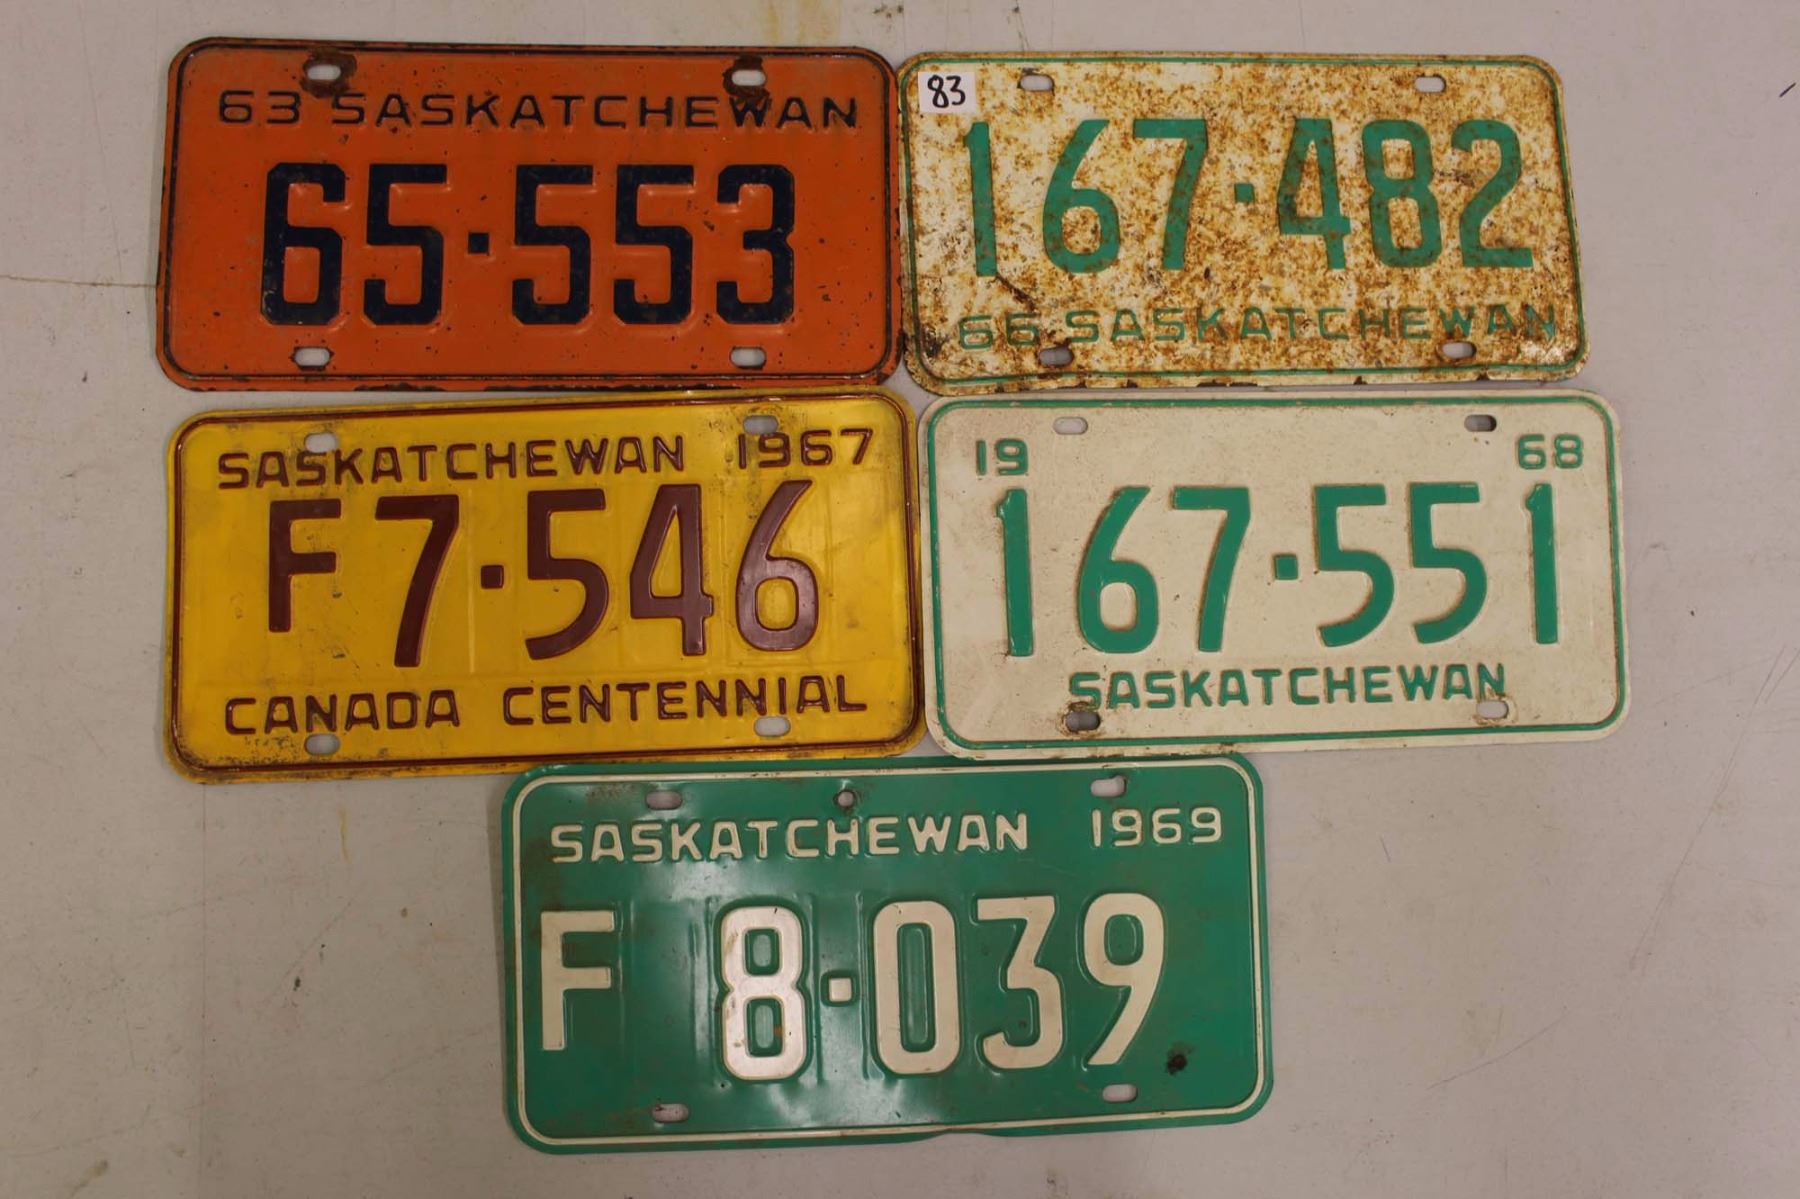 63 SASKATCHEWAN
65·553
83
167·482
66 SASKATCHEWAN
SASKATCHEWAN 1967
F7·546
CANADA CENTENNIAL
19 68
167·551
SASKATCHEWAN
SASKATCHEWAN 1969
F 8·039